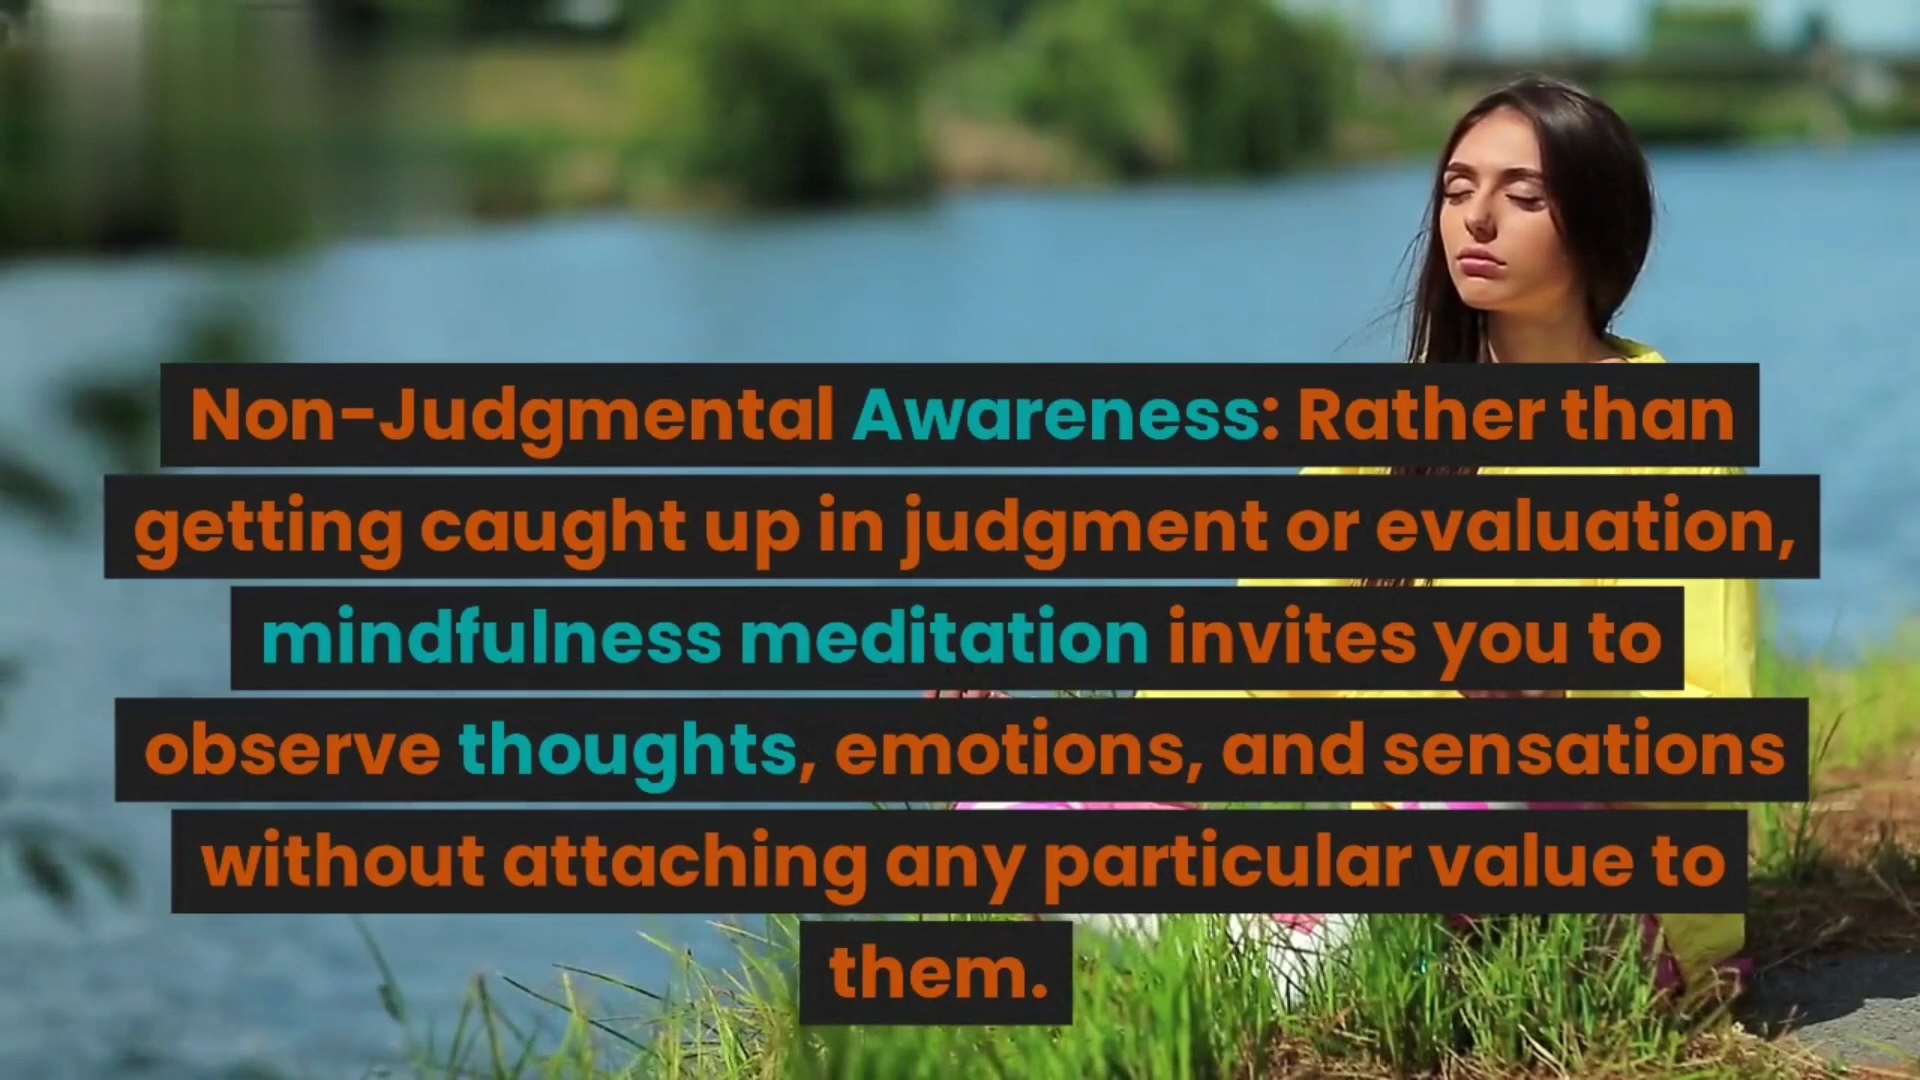 Non-Judgmental Awareness: Rather than
getting caught up in judgment or evaluation,
mindfulness meditation invites you to
observe thoughts, emotions, and sensations
without attaching any particular value to
them.